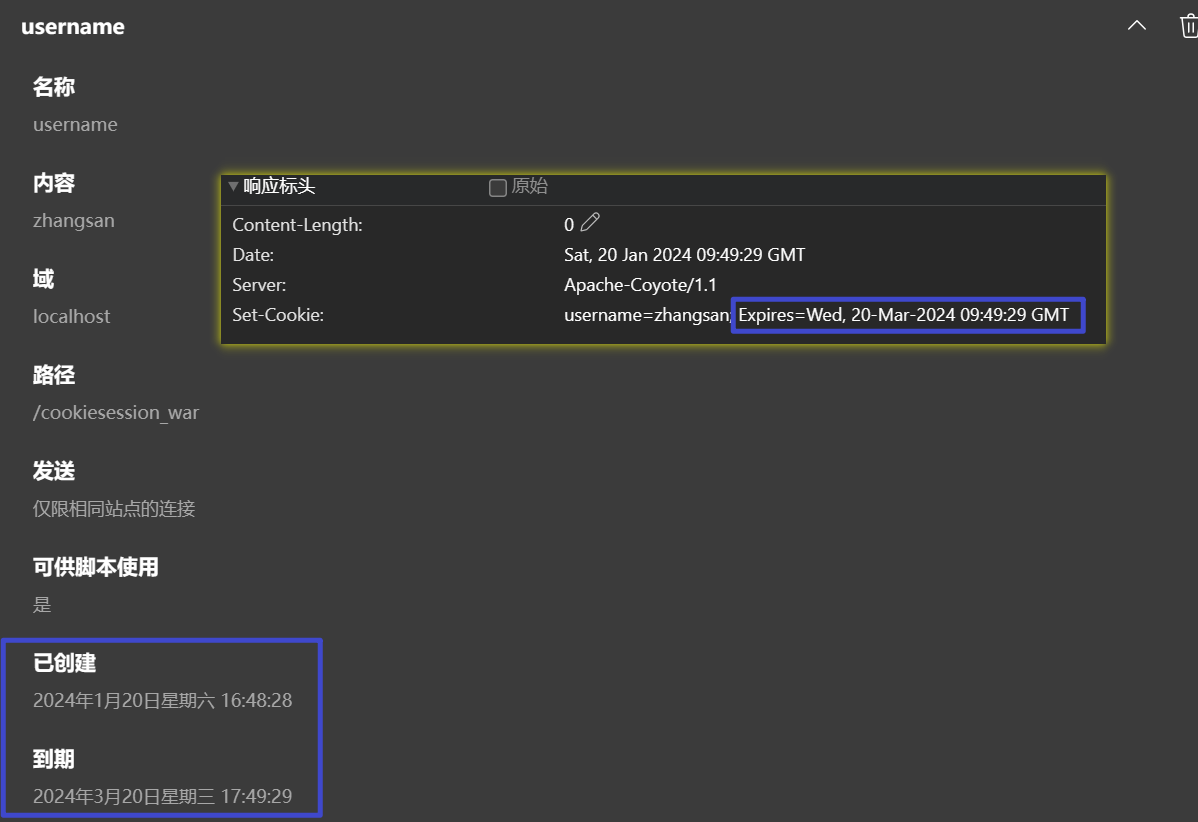 username
名称
username
内容
zhangsan
域
localhost
路径
/cookiesession_war
发送
仅限相同站点的连接
可供脚本使用
是
已创建
2024年1月20日星期六 16:48:28
到期
2024年3月20日星期三 17:49:29
响应标头 原始
Content-Length: 0
Date: Sat, 20 Jan 2024 09:49:29 GMT
Server: Apache-Coyote/1.1
Set-Cookie: username=zhangsan; Expires=Wed, 20-Mar-2024 09:49:29 GMT